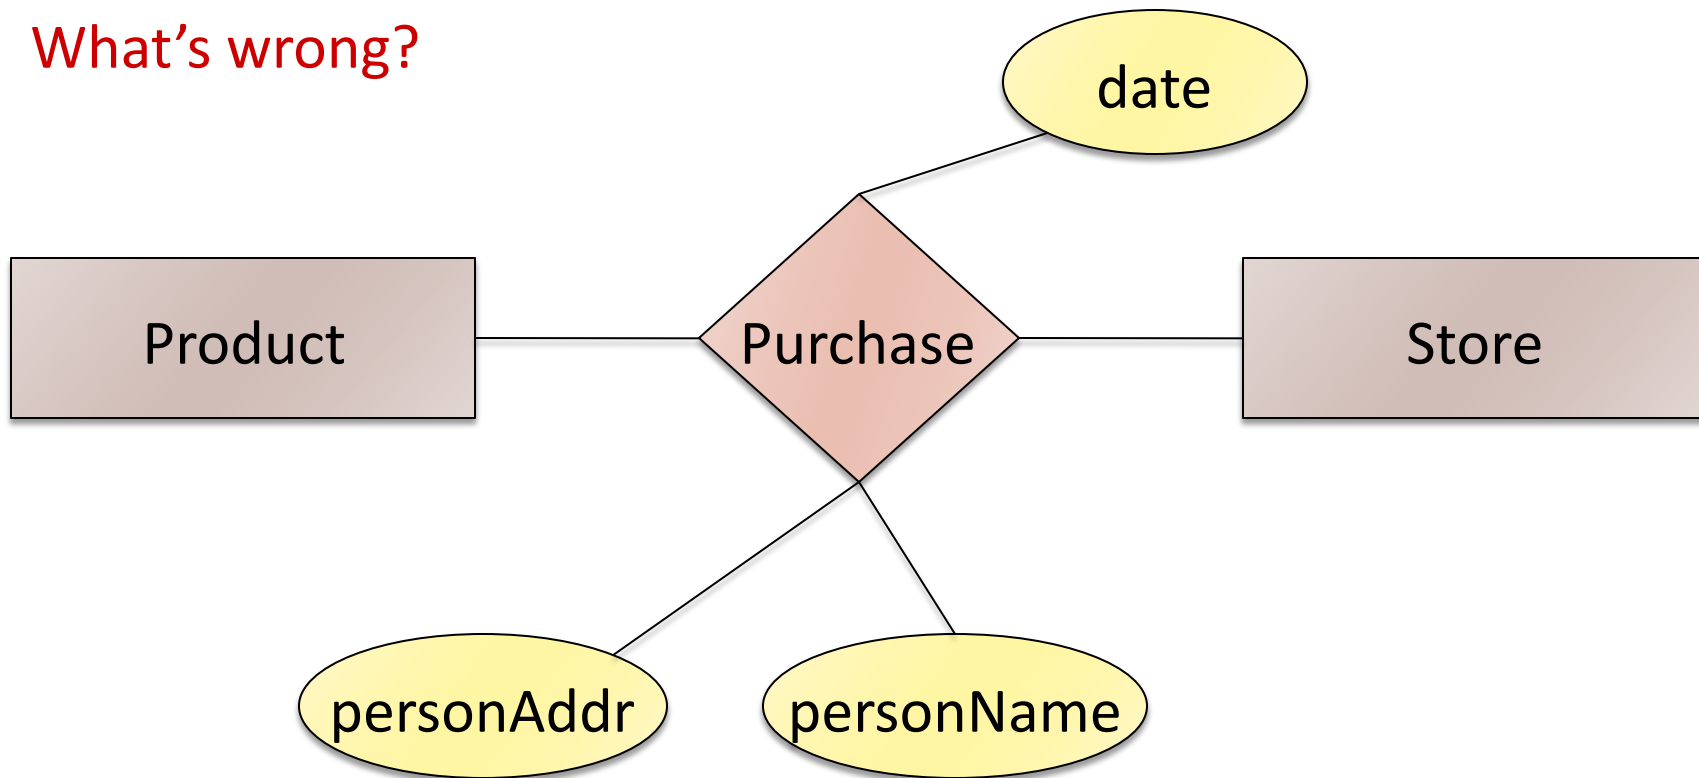 What’s wrong?
date
Product
Purchase
Store
personAddr
personName